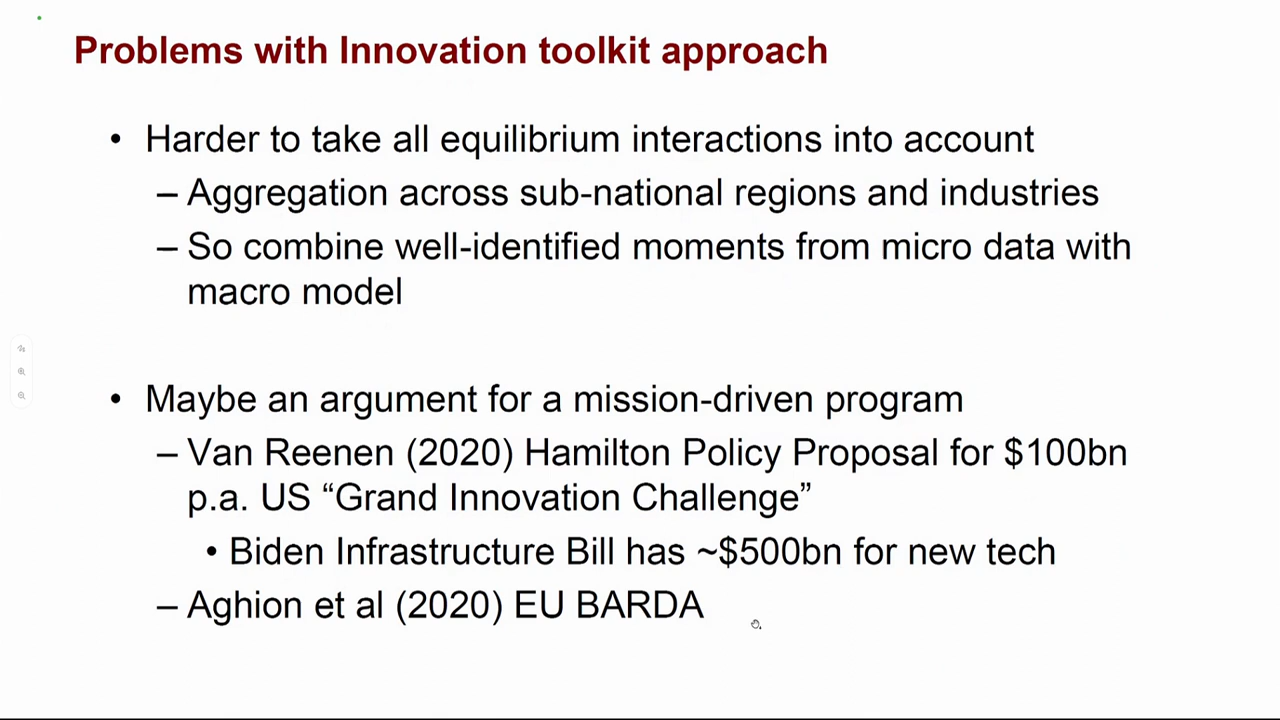 Problems with Innovation toolkit approach
• Harder to take all equilibrium interactions into account
– Aggregation across sub-national regions and industries
– So combine well-identified moments from micro data with
macro model
• Maybe an argument for a mission-driven program
– Van Reenen (2020) Hamilton Policy Proposal for $100bn
p.a. US “Grand Innovation Challenge”
• Biden Infrastructure Bill has ~$500bn for new tech
– Aghion et al (2020) EU BARDA